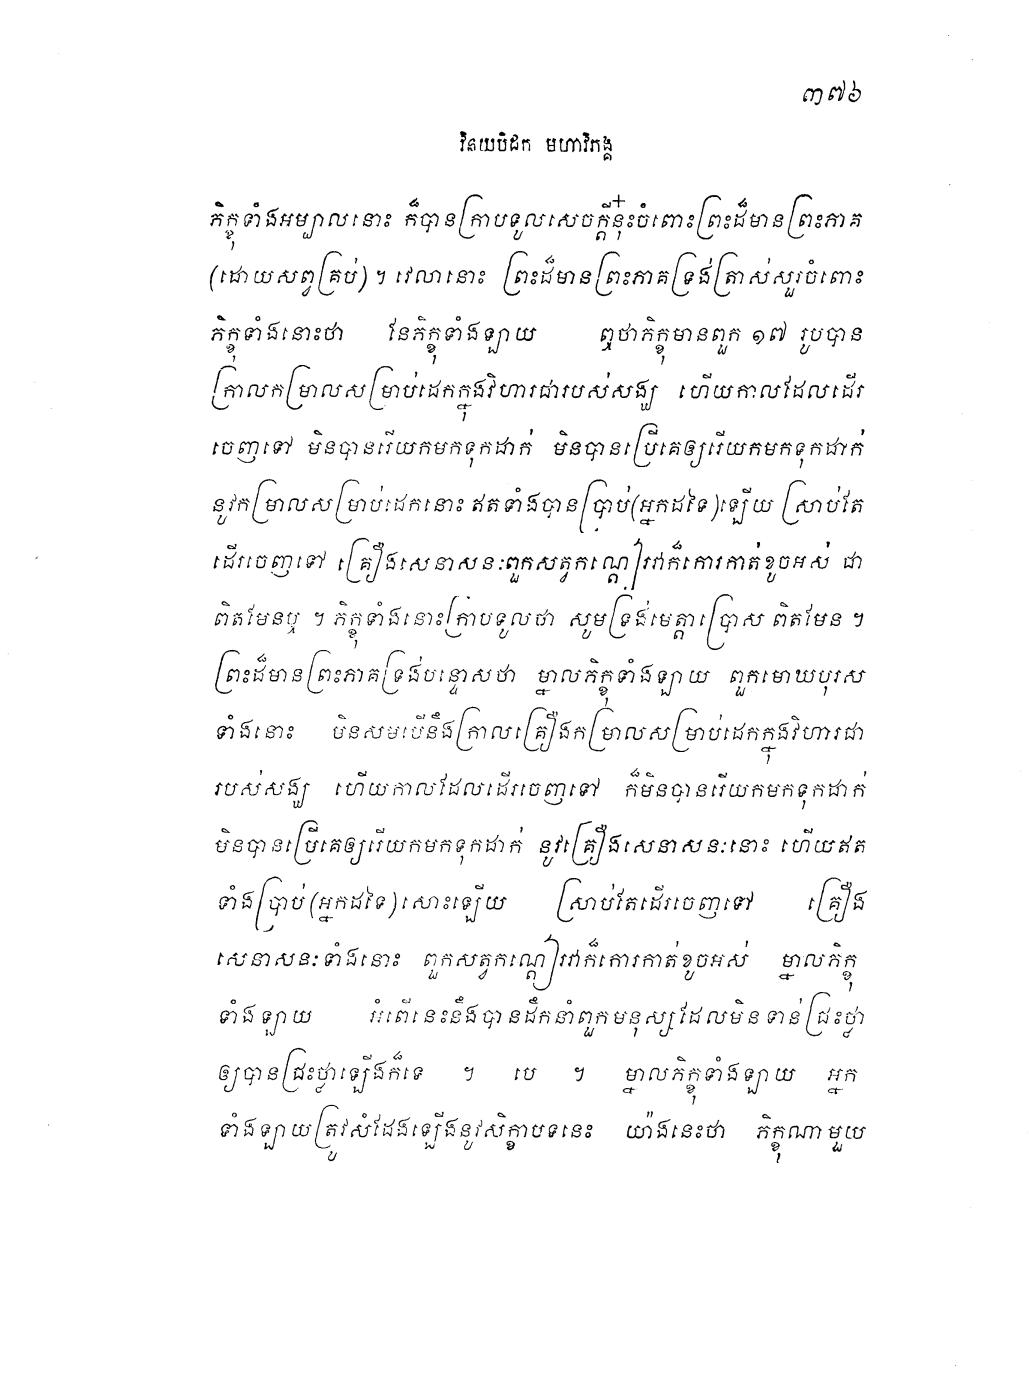 ៣៧៦
វិនយបិដក មហាវិភង្គ
ភិក្ខុទាំងអម្បាលនោះ ក៏បានក្រាបទូលសេចក្តីនុ៎ះចំពោះព្រះដ៏មានព្រះភាគ
(ដោយសព្វគ្រប់) ។ វេលានោះ ព្រះដ៏មានព្រះភាគទ្រង់ត្រាស់សួរចំពោះ
ភិក្ខុទាំងនោះថា នែភិក្ខុទាំងឡាយ ឮថាភិក្ខុមានពួក ១៧ រូបបាន
ក្រាលកម្រាលសម្រាប់ដេកក្នុងវិហារជារបស់សង្ឃ ហើយកាលដែលដើរ
ចេញទៅ មិនបានរើយកមកទុកដាក់ មិនបានប្រើគេឲ្យរើយកមកទុកដាក់
នូវកម្រាលសម្រាប់ដេកនោះ ឥតទាំងបានប្រាប់(អ្នកដទៃ)ឡើយ ស្រាប់តែ
ដើរចេញទៅ គ្រឿងសេនាសនៈពួកសត្វកណ្តៀរវាក៏កោរកាត់ខូចអស់ ជា
ពិតមែនឬ ។ ភិក្ខុទាំងនោះក្រាបទូលថា សូមទ្រង់មេត្តាប្រោស ពិតមែន ។
ព្រះដ៏មានព្រះភាគទ្រង់បន្ទោសថា ម្នាលភិក្ខុទាំងឡាយ ពួកមោឃបុរស
ទាំងនោះ មិនសមបើនឹងក្រាលគ្រឿងកម្រាលសម្រាប់ដេកក្នុងវិហារជា
របស់សង្ឃ ហើយកាលដែលដើរចេញទៅ ក៏មិនបានរើយកមកទុកដាក់
មិនបានប្រើគេឲ្យរើយកមកទុកដាក់ នូវគ្រឿងសេនាសនៈនោះ ហើយឥត
ទាំងប្រាប់(អ្នកដទៃ)សោះឡើយ ស្រាប់តែដើរចេញទៅ គ្រឿង
សេនាសនៈទាំងនោះ ពួកសត្វកណ្តៀរវាក៏កោរកាត់ខូចអស់ ម្នាលភិក្ខុ
ទាំងឡាយ អំពើនេះនឹងបានដឹកនាំពួកមនុស្សដែលមិនទាន់ជ្រះថ្លា
ឲ្យបានជ្រះថ្លាឡើងក៏ទេ ។ បេ ។ ម្នាលភិក្ខុទាំងឡាយ អ្នក
ទាំងឡាយត្រូវសំដែងឡើងនូវសិក្ខាបទនេះ យ៉ាងនេះថា ភិក្ខុណាមួយ